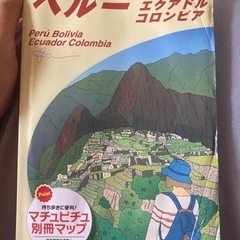 ペルー
エクアドル
コロンビア
Perú Bolivia
Ecuador Colombia
Point
持ち歩きに便利!
マチュピチュ
別冊マップ